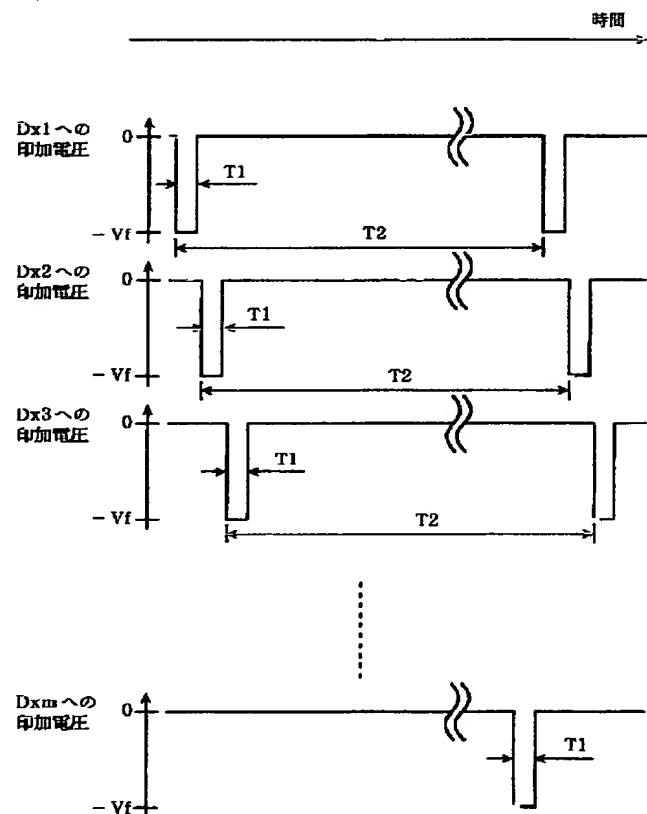 時間
Dx1への
印加電圧
0
T1
－Vf
T2
Dx2への
印加電圧
0
T1
－Vf
T2
Dx3への
印加電圧
0
T1
－Vf
T2
Dxmへの
印加電圧
0
T1
－Vf